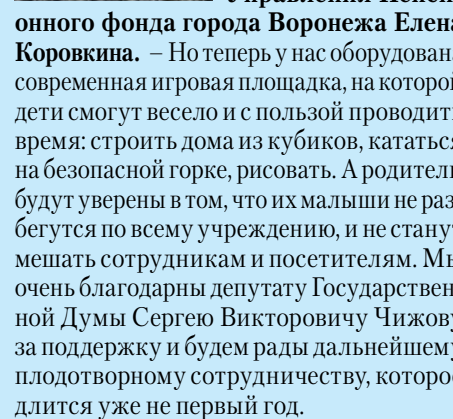 онного фонда города Воронежа Елена
Коровкина. – Но теперь у нас оборудована
современная игровая площадка, на которой
дети смогут весело и с пользой проводить
время: строить дома из кубиков, кататься
на безопасной горке, рисовать. А родители
будут уверены в том, что их малыши не раз
бегутся по всему учреждению, и не станут
мешать сотрудникам и посетителям. Мы
очень благодарны депутату Государствен
ной Думы Сергею Викторовичу Чижову
за поддержку и будем рады дальнейшему
плодотворному сотрудничеству, которое
длится уже не первый год.